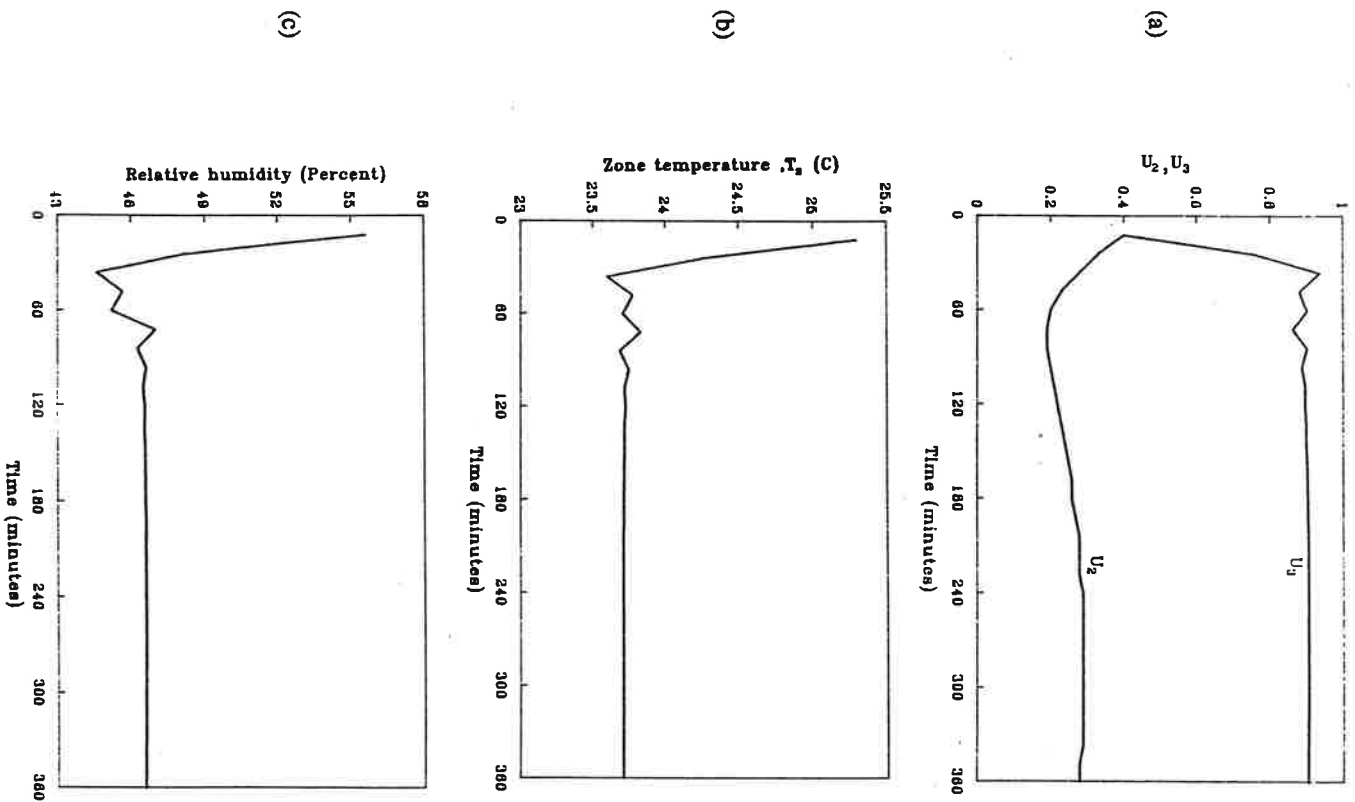 (a)
U₂, U₃
1
0.8
0.6
0.4
0.2
0
0 60 120 180 240 300 360
Time (minutes)
U₃
U₂
(b)
Zone temperature ,Tₐ (C)
25.5
25
24.5
24
23.5
23
0 60 120 180 240 300 360
Time (minutes)
(c)
Relative humidity (Percent)
58
55
52
49
46
43
0 60 120 180 240 300 360
Time (minutes)